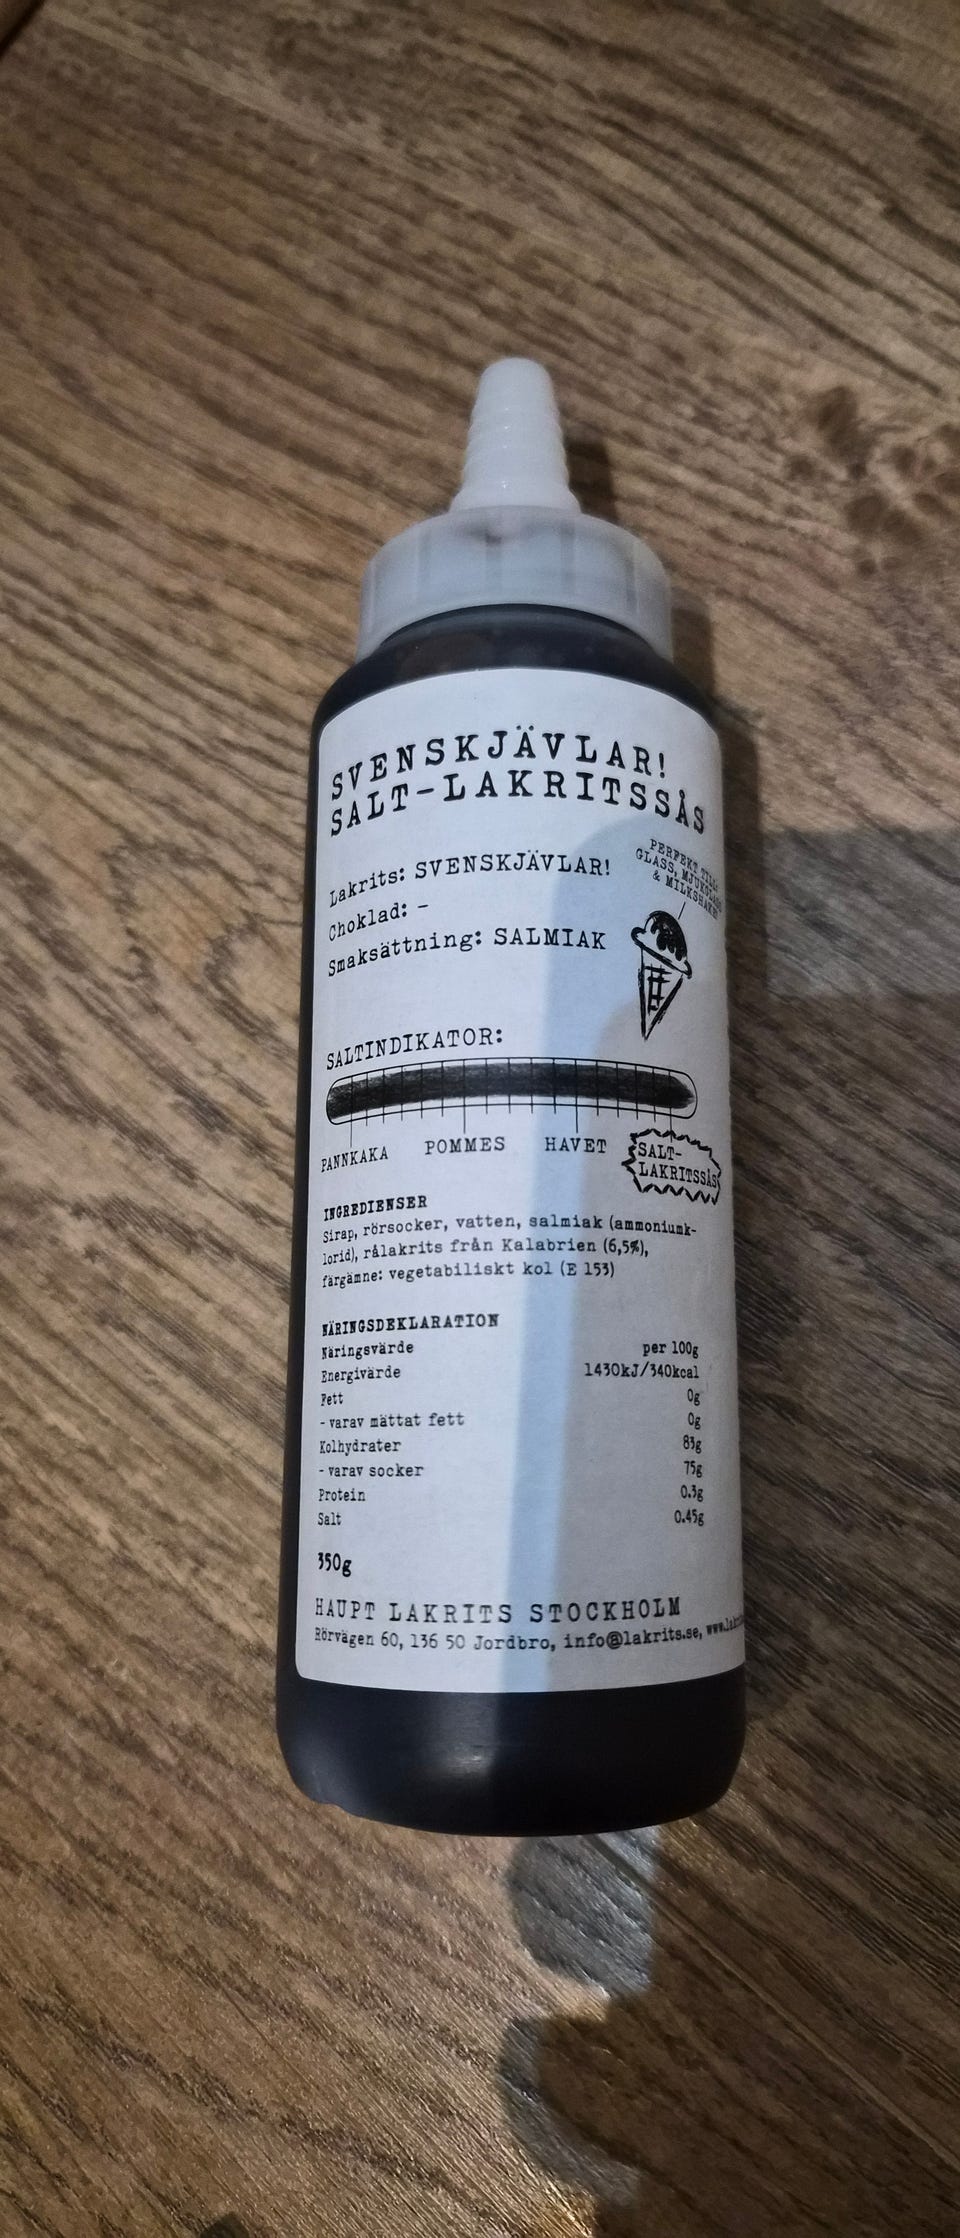 SVENSKJÄVLAR!
SALT-LAKRITSSÅS
Lakrits: SVENSKJÄVLAR!
Choklad: -
Smaksättning: SALMIAK
PERFEKT TILL
GLASS, MJUKGLASS
& MILKSHAKE!
SALTINDIKATOR:
PANNKAKA POMMES HAVET SALT-
LAKRITSSÅS
INGREDIENSER
Sirap, rörsocker, vatten, salmiak (ammoniumk-
lorid), rålakrits från Kalabrien (6,5%),
färgämne: vegetabiliskt kol (E 153)
NÄRINGSDEKLARATION
Näringsvärde per 100g
Energivärde 1430kJ/340kcal
Fett 0g
- varav mättat fett 0g
Kolhydrater 83g
- varav socker 75g
Protein 0.3g
Salt 0.45g
350g
HAUPT LAKRITS STOCKHOLM
Rörvägen 60, 136 50 Jordbro, info@lakrits.se,